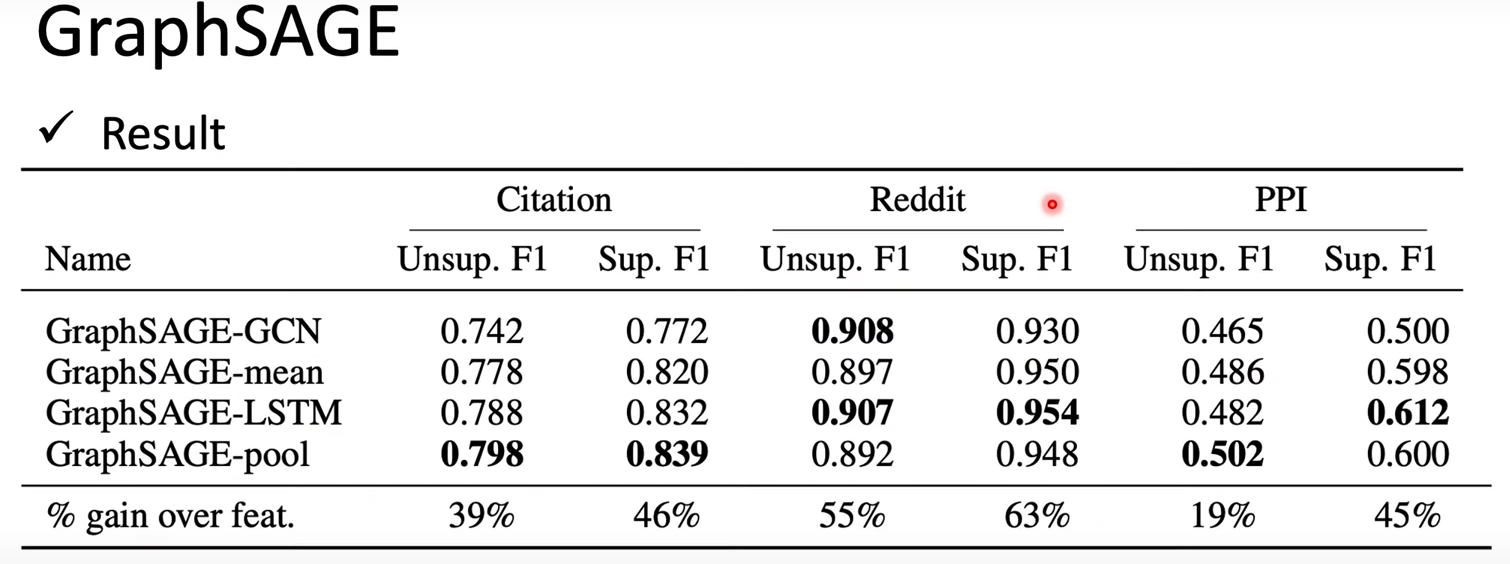 GraphSAGE
✓ Result
Citation Reddit PPI
Name Unsup. F1 Sup. F1 Unsup. F1 Sup. F1 Unsup. F1 Sup. F1
GraphSAGE-GCN 0.742 0.772 0.908 0.930 0.465 0.500
GraphSAGE-mean 0.778 0.820 0.897 0.950 0.486 0.598
GraphSAGE-LSTM 0.788 0.832 0.907 0.954 0.482 0.612
GraphSAGE-pool 0.798 0.839 0.892 0.948 0.502 0.600
% gain over feat. 39% 46% 55% 63% 19% 45%